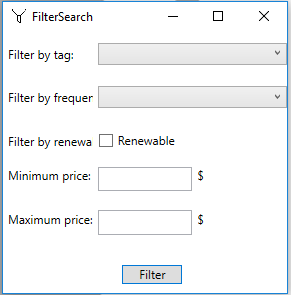 FilterSearch
Filter by tag:
Filter by frequer
Filter by renewa Renewable
Minimum price: $
Maximum price: $
Filter